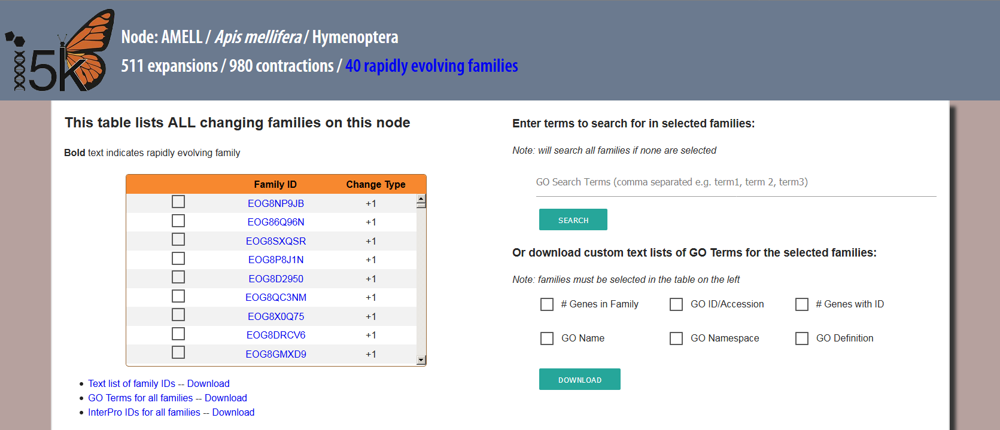 i5k
Node: AMELL / Apis mellifera / Hymenoptera
511 expansions / 980 contractions / 40 rapidly evolving families
This table lists ALL changing families on this node
Bold text indicates rapidly evolving family
Family ID Change Type
EOG8NP9JB +1
EOG86Q96N +1
EOG8SXQSR +1
EOG8P8J1N +1
EOG8D2950 +1
EOG8QC3NM +1
EOG8X0Q75 +1
EOG8DRCV6 +1
EOG8GMXD9 +1
Text list of family IDs -- Download
GO Terms for all families -- Download
InterPro IDs for all families -- Download
Enter terms to search for in selected families:
Note: will search all families if none are selected
GO Search Terms (comma separated e.g. term1, term 2, term3)
SEARCH
Or download custom text lists of GO Terms for the selected families:
Note: families must be selected in the table on the left
# Genes in Family GO ID/Accession # Genes with ID
GO Name GO Namespace GO Definition
DOWNLOAD